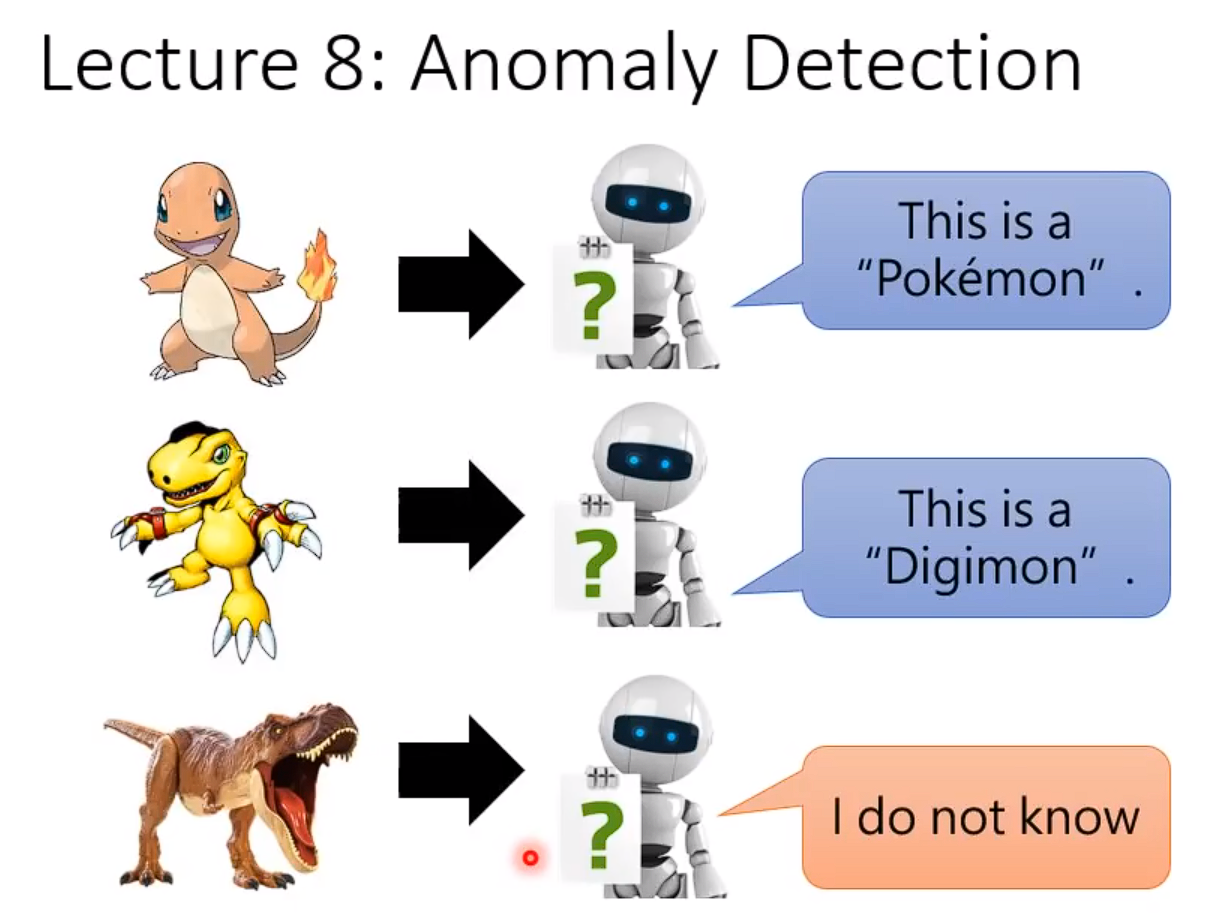 Lecture 8: Anomaly Detection
?
This is a
“Pokémon” .
?
This is a
“Digimon” .
?
I do not know